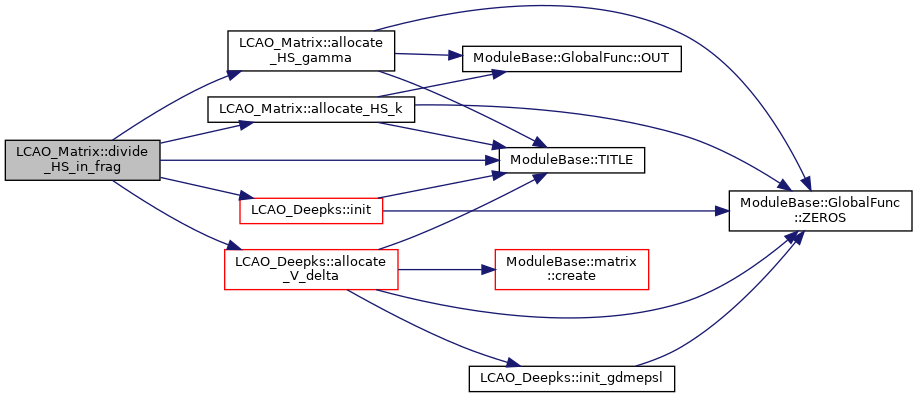 LCAO_Matrix::divide
_HS_in_frag
LCAO_Matrix::allocate
_HS_gamma
LCAO_Matrix::allocate_HS_k
LCAO_Deepks::init
LCAO_Deepks::allocate
_V_delta
ModuleBase::GlobalFunc::OUT
ModuleBase::TITLE
ModuleBase::matrix
::create
LCAO_Deepks::init_gdmepsl
ModuleBase::GlobalFunc
::ZEROS